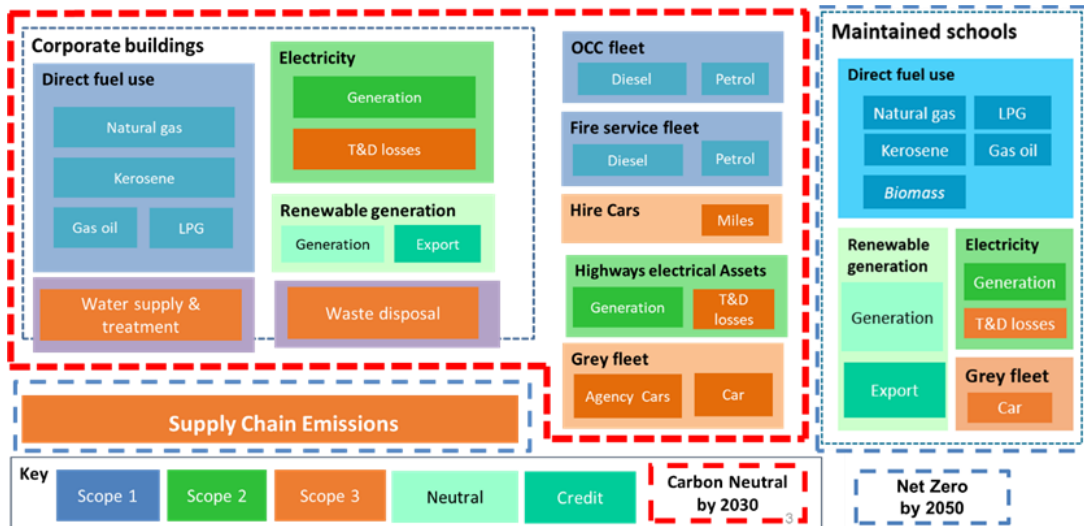 Corporate buildings
Direct fuel use
Natural gas
Kerosene
Gas oil
LPG
Electricity
Generation
T&D losses
Renewable generation
Generation
Export
Water supply &
treatment
Waste disposal
OCC fleet
Diesel
Petrol
Fire service fleet
Diesel
Petrol
Hire Cars
Miles
Highways electrical Assets
Generation
T&D
losses
Grey fleet
Agency Cars
Car
Maintained schools
Direct fuel use
Natural gas
LPG
Kerosene
Gas oil
Biomass
Renewable
generation
Generation
Export
Electricity
Generation
T&D losses
Grey fleet
Car
Supply Chain Emissions
Key
Scope 1
Scope 2
Scope 3
Neutral
Credit
Carbon Neutral
by 2030
3
Net Zero
by 2050